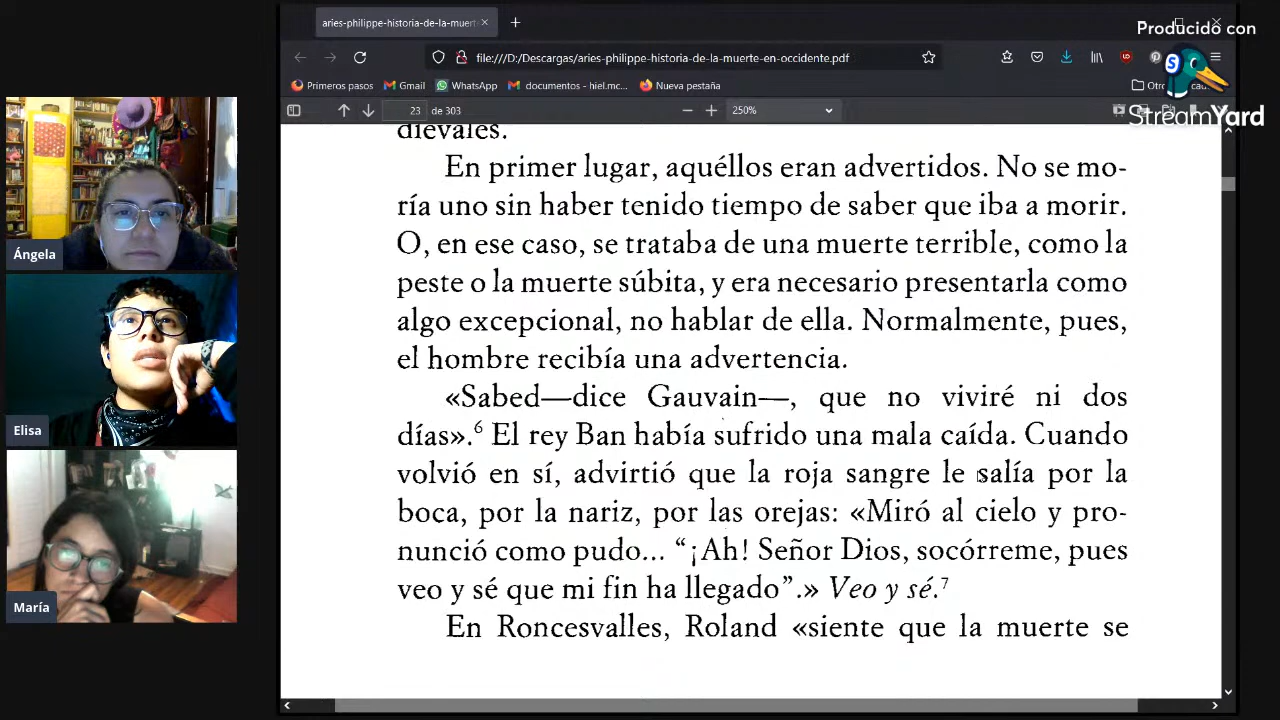 aries-philippe-historia-de-la-muert
Producido con
file:///D:/Descargas/aries-philippe-historia-de-la-muerte-en-occidente.pdf
Primeros pasos
Gmail
WhatsApp
documentos - hiel.mc...
Nueva pestaña
23 de 303
250%
StreamYard
dievales.
En primer lugar, aquéllos eran advertidos. No se mo-
ría uno sin haber tenido tiempo de saber que iba a morir.
O, en ese caso, se trataba de una muerte terrible, como la
peste o la muerte súbita, y era necesario presentarla como
algo excepcional, no hablar de ella. Normalmente, pues,
el hombre recibía una advertencia.
«Sabed—dice Gauvain—, que no viviré ni dos
días».⁶ El rey Ban había sufrido una mala caída. Cuando
volvió en sí, advirtió que la roja sangre le salía por la
boca, por la nariz, por las orejas: «Miró al cielo y pro-
nunció como pudo... “¡Ah! Señor Dios, socórreme, pues
veo y sé que mi fin ha llegado”.» Veo y sé.⁷
En Roncesvalles, Roland «siente que la muerte se
Ángela
Elisa
María